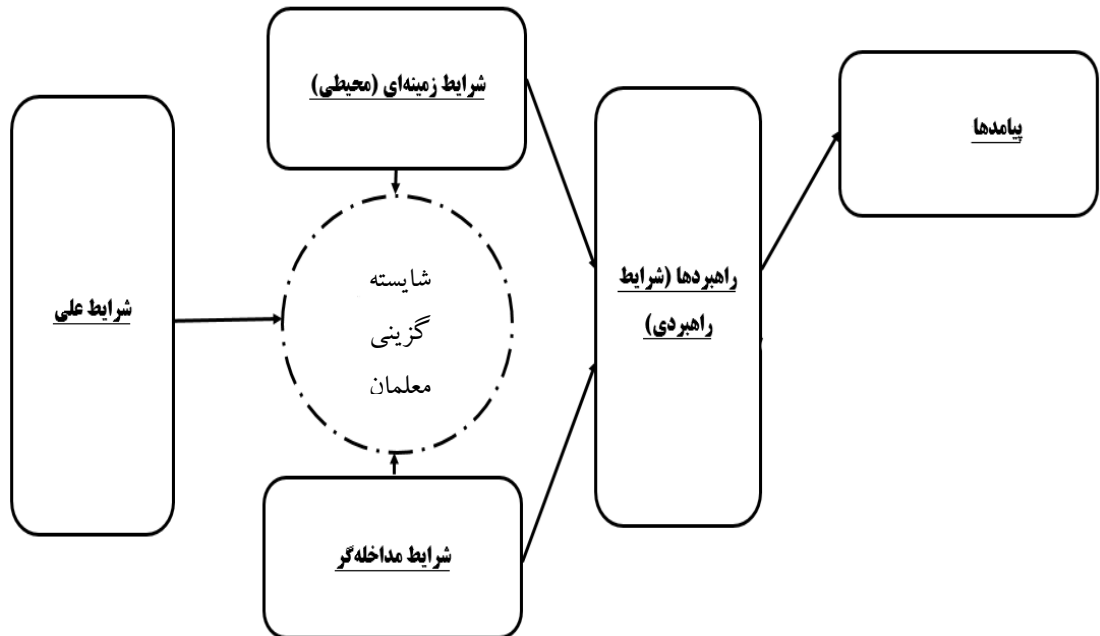 شرایط زمینه‌ای (محیطی)
پیامدها
شرایط علی
شایسته
گزینی
معلمان
راهبردها (شرایط
راهبردی)
شرایط مداخله‌گر